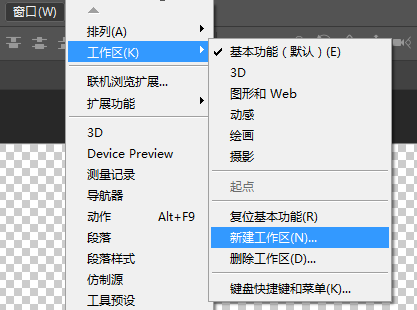 窗口(W)
排列(A)
工作区(K)
联机浏览扩展...
扩展功能
3D
Device Preview
测量记录
导航器
动作 Alt+F9
段落
段落样式
仿制源
工具预设
✓ 基本功能（默认）(E)
3D
图形和 Web
动感
绘画
摄影
起点
复位基本功能(R)
新建工作区(N)...
删除工作区(D)...
键盘快捷键和菜单(K)...